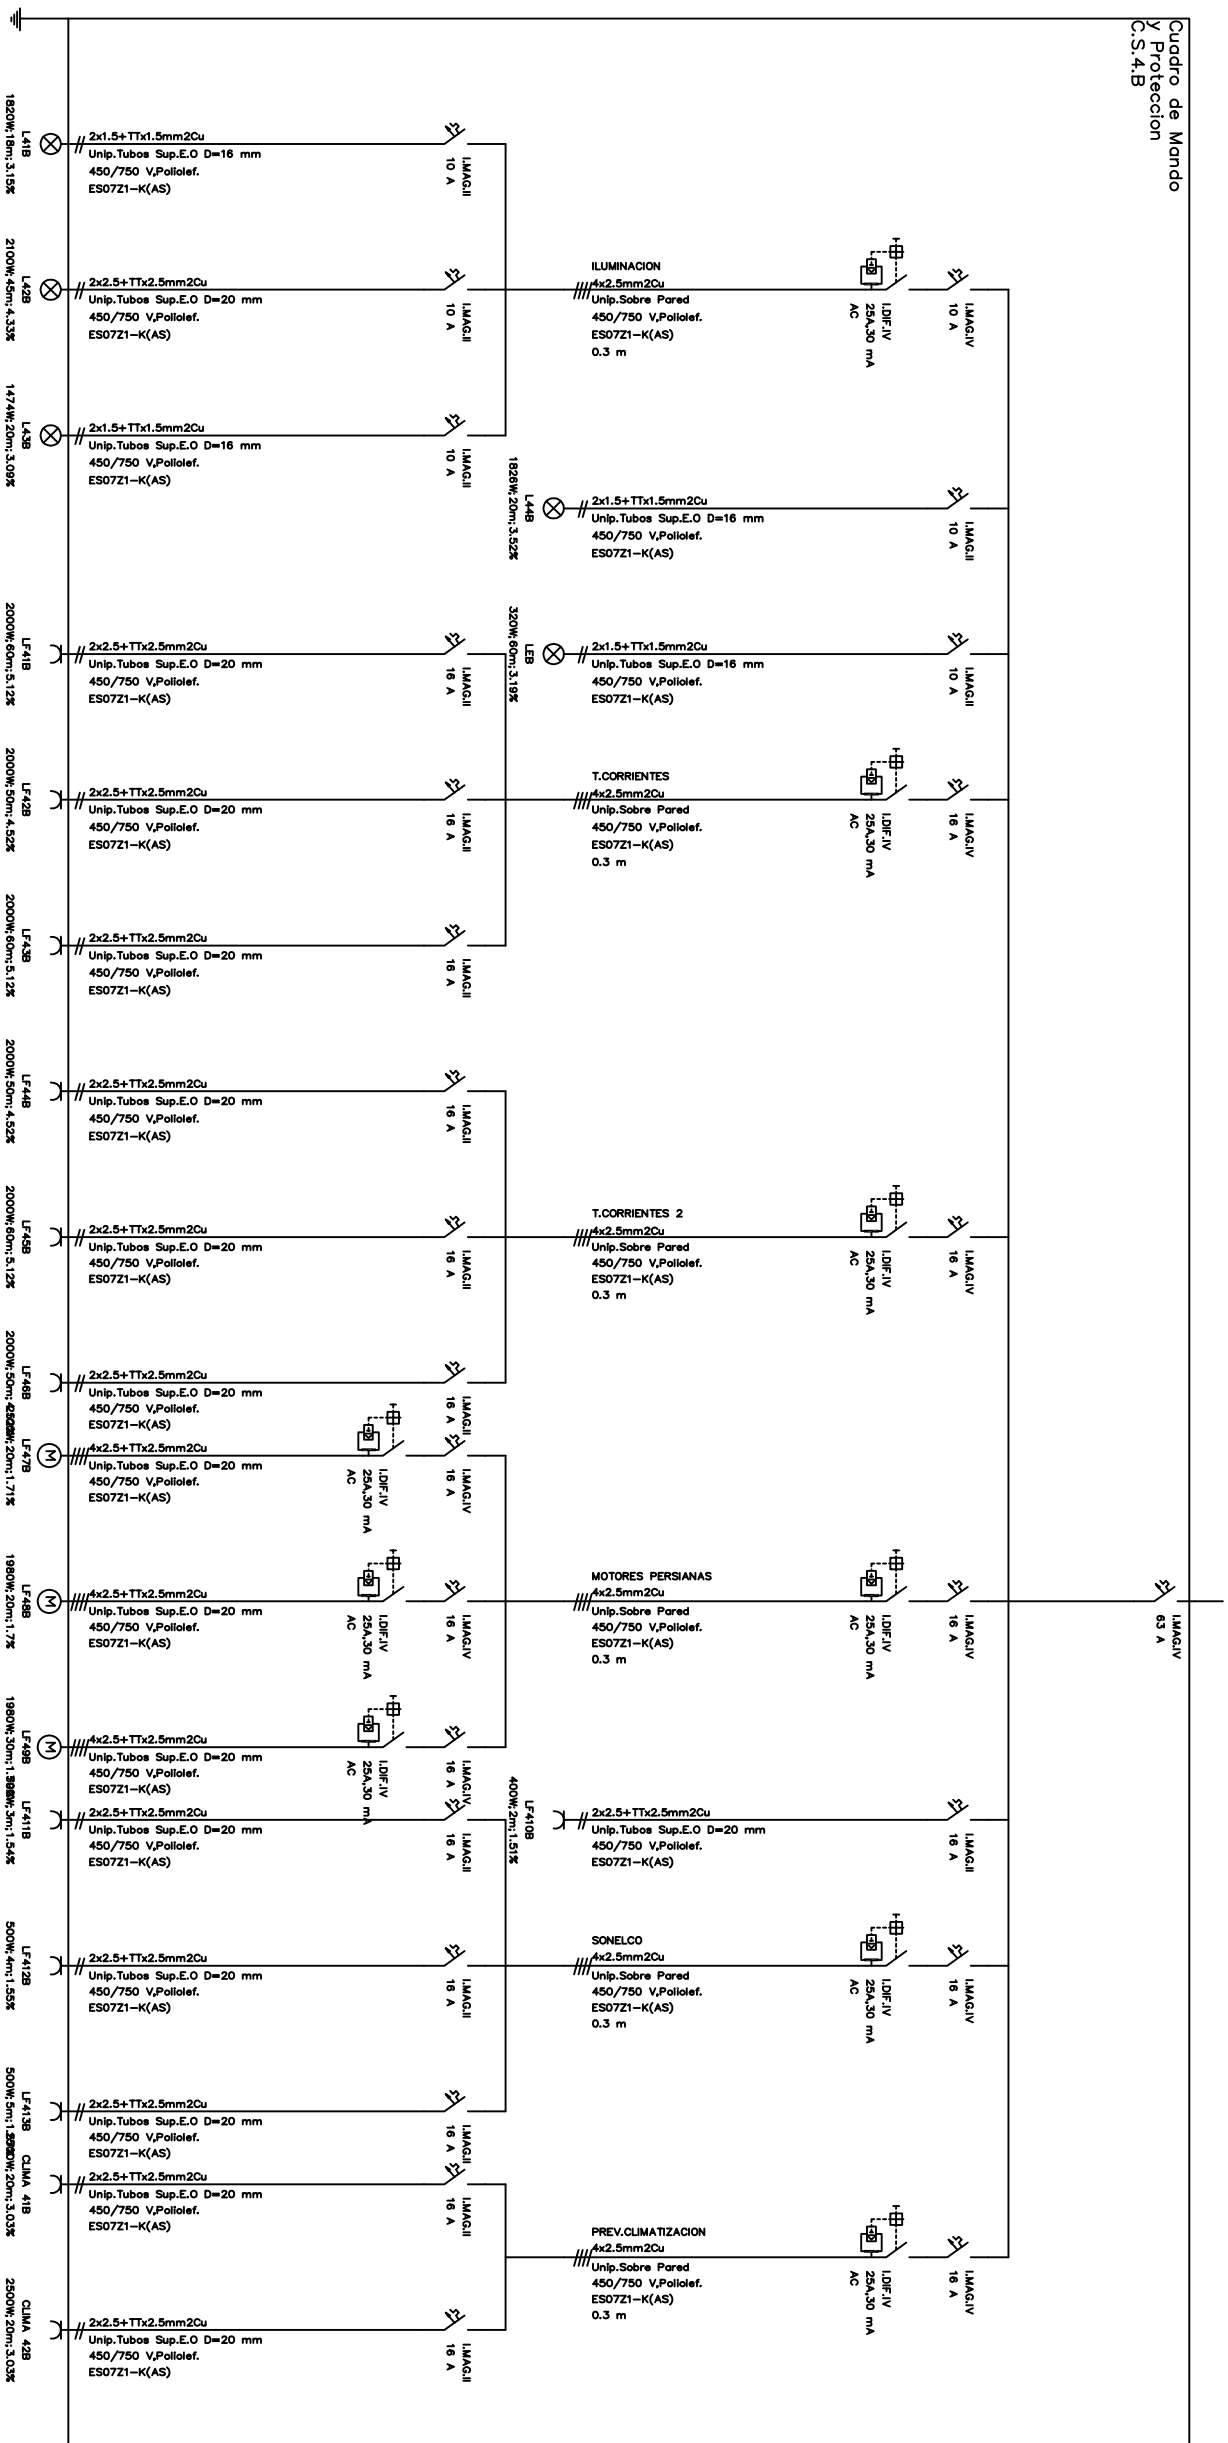 Cuadro de Mando
y Proteccion
C.S.4.B
I.MAG.IV
63 A
I.MAG.IV
10 A
I.DIF.IV
25A,30 mA
AC
ILUMINACION
4x2.5mm2Cu
Unip.Sobre Pared
450/750 V,Poliolef.
ES07Z1-K(AS)
0.3 m
I.MAG.II
10 A
2x1.5+TTx1.5mm2Cu
Unip.Tubos Sup.E.O D=16 mm
450/750 V,Poliolef.
ES07Z1-K(AS)
L41B
1820W;18m;3.15%
I.MAG.II
10 A
2x2.5+TTx2.5mm2Cu
Unip.Tubos Sup.E.O D=20 mm
450/750 V,Poliolef.
ES07Z1-K(AS)
L42B
2100W;45m;4.33%
I.MAG.II
10 A
2x1.5+TTx1.5mm2Cu
Unip.Tubos Sup.E.O D=16 mm
450/750 V,Poliolef.
ES07Z1-K(AS)
L43B
1474W;20m;3.09%
I.MAG.II
10 A
2x1.5+TTx1.5mm2Cu
Unip.Tubos Sup.E.O D=16 mm
450/750 V,Poliolef.
ES07Z1-K(AS)
L44B
1826W;20m;3.52%
I.MAG.II
10 A
2x1.5+TTx1.5mm2Cu
Unip.Tubos Sup.E.O D=16 mm
450/750 V,Poliolef.
ES07Z1-K(AS)
LEB
320W;60m;3.19%
I.MAG.IV
16 A
I.DIF.IV
25A,30 mA
AC
T.CORRIENTES
4x2.5mm2Cu
Unip.Sobre Pared
450/750 V,Poliolef.
ES07Z1-K(AS)
0.3 m
I.MAG.II
16 A
2x2.5+TTx2.5mm2Cu
Unip.Tubos Sup.E.O D=20 mm
450/750 V,Poliolef.
ES07Z1-K(AS)
LF41B
2000W;60m;5.12%
I.MAG.II
16 A
2x2.5+TTx2.5mm2Cu
Unip.Tubos Sup.E.O D=20 mm
450/750 V,Poliolef.
ES07Z1-K(AS)
LF42B
2000W;50m;4.52%
I.MAG.II
16 A
2x2.5+TTx2.5mm2Cu
Unip.Tubos Sup.E.O D=20 mm
450/750 V,Poliolef.
ES07Z1-K(AS)
LF43B
2000W;60m;5.12%
I.MAG.IV
16 A
I.DIF.IV
25A,30 mA
AC
T.CORRIENTES 2
4x2.5mm2Cu
Unip.Sobre Pared
450/750 V,Poliolef.
ES07Z1-K(AS)
0.3 m
I.MAG.II
16 A
2x2.5+TTx2.5mm2Cu
Unip.Tubos Sup.E.O D=20 mm
450/750 V,Poliolef.
ES07Z1-K(AS)
LF44B
2000W;50m;4.52%
I.MAG.II
16 A
2x2.5+TTx2.5mm2Cu
Unip.Tubos Sup.E.O D=20 mm
450/750 V,Poliolef.
ES07Z1-K(AS)
LF45B
2000W;60m;5.12%
I.MAG.II
16 A
2x2.5+TTx2.5mm2Cu
Unip.Tubos Sup.E.O D=20 mm
450/750 V,Poliolef.
ES07Z1-K(AS)
LF46B
2000W;50m;
I.MAG.IV
16 A
I.DIF.IV
25A,30 mA
AC
MOTORES PERSIANAS
4x2.5mm2Cu
Unip.Sobre Pared
450/750 V,Poliolef.
ES07Z1-K(AS)
0.3 m
I.MAG.IV
16 A
I.DIF.IV
25A,30 mA
AC
4x2.5+TTx2.5mm2Cu
Unip.Tubos Sup.E.O D=20 mm
450/750 V,Poliolef.
ES07Z1-K(AS)
M
LF47B
20m;1.71%
I.MAG.IV
16 A
I.DIF.IV
25A,30 mA
AC
4x2.5+TTx2.5mm2Cu
Unip.Tubos Sup.E.O D=20 mm
450/750 V,Poliolef.
ES07Z1-K(AS)
M
LF48B
1980W;20m;1.7%
I.MAG.IV
16 A
I.DIF.IV
25A,30 mA
AC
4x2.5+TTx2.5mm2Cu
Unip.Tubos Sup.E.O D=20 mm
450/750 V,Poliolef.
ES07Z1-K(AS)
M
LF49B
1980W;30m;
I.MAG.II
16 A
2x2.5+TTx2.5mm2Cu
Unip.Tubos Sup.E.O D=20 mm
450/750 V,Poliolef.
ES07Z1-K(AS)
LF410B
400W;2m;1.51%
I.MAG.IV
16 A
I.DIF.IV
25A,30 mA
AC
SONELCO
4x2.5mm2Cu
Unip.Sobre Pared
450/750 V,Poliolef.
ES07Z1-K(AS)
0.3 m
I.MAG.II
16 A
2x2.5+TTx2.5mm2Cu
Unip.Tubos Sup.E.O D=20 mm
450/750 V,Poliolef.
ES07Z1-K(AS)
LF411B
3m;1.54%
I.MAG.II
16 A
2x2.5+TTx2.5mm2Cu
Unip.Tubos Sup.E.O D=20 mm
450/750 V,Poliolef.
ES07Z1-K(AS)
LF412B
500W;4m;1.55%
I.MAG.II
16 A
2x2.5+TTx2.5mm2Cu
Unip.Tubos Sup.E.O D=20 mm
450/750 V,Poliolef.
ES07Z1-K(AS)
LF413B
500W;5m;
I.MAG.IV
16 A
I.DIF.IV
25A,30 mA
AC
PREV.CLIMATIZACION
4x2.5mm2Cu
Unip.Sobre Pared
450/750 V,Poliolef.
ES07Z1-K(AS)
0.3 m
I.MAG.II
16 A
2x2.5+TTx2.5mm2Cu
Unip.Tubos Sup.E.O D=20 mm
450/750 V,Poliolef.
ES07Z1-K(AS)
CLIMA 41B
20m;3.03%
I.MAG.II
16 A
2x2.5+TTx2.5mm2Cu
Unip.Tubos Sup.E.O D=20 mm
450/750 V,Poliolef.
ES07Z1-K(AS)
CLIMA 42B
2500W;20m;3.03%